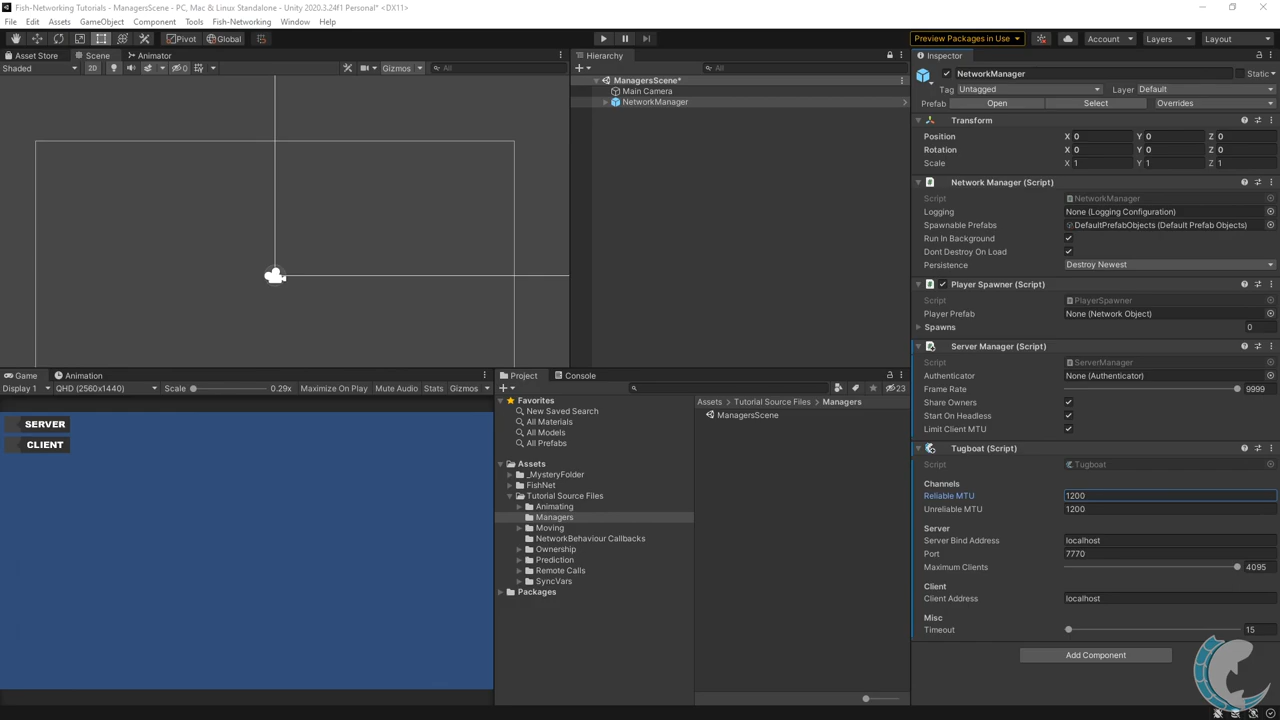 Fish-Networking Tutorials - ManagersScene - PC, Mac & Linux Standalone - Unity 2020.3.24f1 Personal* <DX11>
File Edit Assets GameObject Component Tools Fish-Networking Window Help
Pivot Global Preview Packages in Use Account Layers Layout
Asset Store Scene Animator
Shaded 2D 0 Gizmos All
Hierarchy
All
ManagersScene*
Main Camera
NetworkManager
Inspector
NetworkManager Static
Tag Untagged Layer Default
Prefab Open Select Overrides
Transform
Position X 0 Y 0 Z 0
Rotation X 0 Y 0 Z 0
Scale X 1 Y 1 Z 1
Network Manager (Script)
Script NetworkManager
Logging None (Logging Configuration)
Spawnable Prefabs DefaultPrefabObjects (Default Prefab Objects)
Run In Background
Dont Destroy On Load
Persistence Destroy Newest
Player Spawner (Script)
Script PlayerSpawner
Player Prefab None (Network Object)
Spawns 0
Server Manager (Script)
Script ServerManager
Authenticator None (Authenticator)
Frame Rate 9999
Share Owners
Start On Headless
Limit Client MTU
Tugboat (Script)
Script Tugboat
Channels
Reliable MTU 1200
Unreliable MTU 1200
Server
Server Bind Address localhost
Port 7770
Maximum Clients 4095
Client
Client Address localhost
Misc
Timeout 15
Add Component
Game Animation
Display 1 QHD (2560x1440) Scale 0.29x Maximize On Play Mute Audio Stats Gizmos
SERVER
CLIENT
Project Console
23
Favorites
New Saved Search
All Materials
All Models
All Prefabs
Assets
_MysteryFolder
FishNet
Tutorial Source Files
Animating
Managers
Moving
NetworkBehaviour Callbacks
Ownership
Prediction
Remote Calls
SyncVars
Packages
Assets > Tutorial Source Files > Managers
ManagersScene